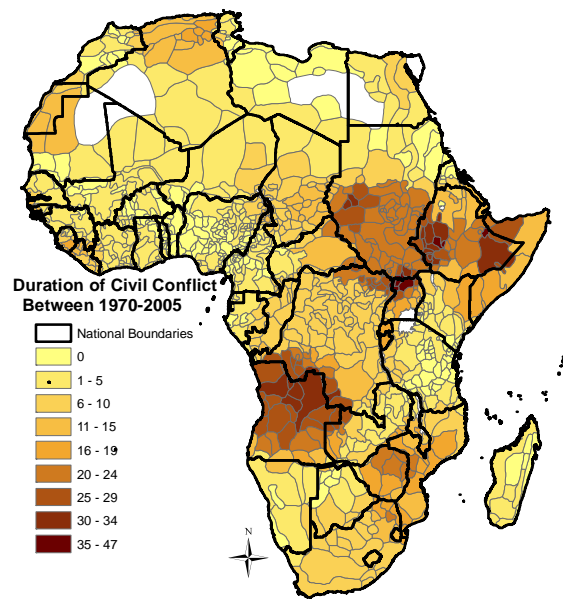 Duration of Civil Conflict
Between 1970-2005
National Boundaries
0
1 - 5
6 - 10
11 - 15
16 - 19
20 - 24
25 - 29
30 - 34
35 - 47
N